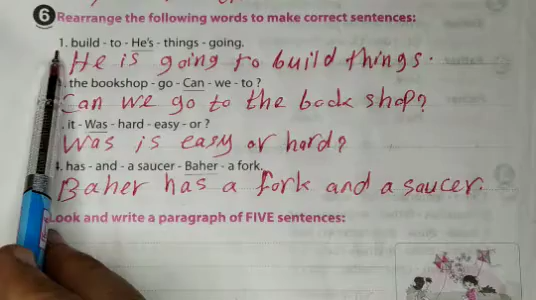 6 Rearrange the following words to make correct sentences:
1. build - to - He's - things - going.
He is going to build things.
. the bookshop - go - Can - we - to ?
Can we go to the book shop?
. it - Was - hard - easy - or ?
Was is easy or hard?
. has - and - a saucer - Baher - a fork.
Baher has a fork and a saucer.
Look and write a paragraph of FIVE sentences: